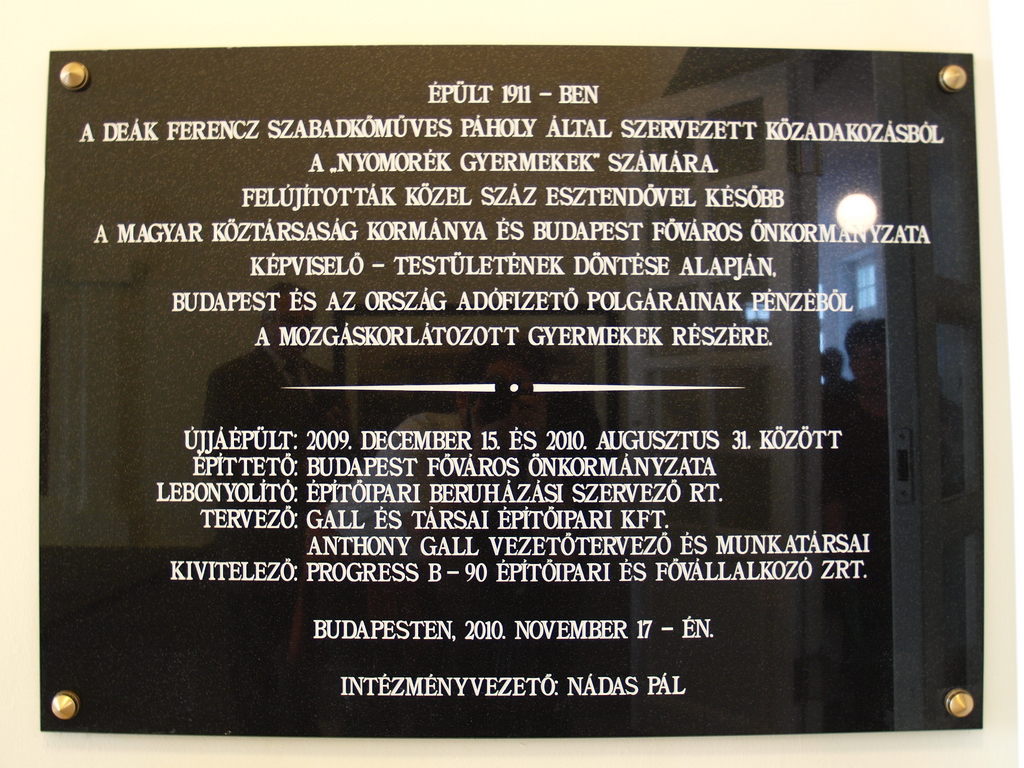 ÉPÜLT 1911 – BEN
A DEÁK FERENCZ SZABADKŐMŰVES PÁHOLY ÁLTAL SZERVEZETT KÖZADAKOZÁSBÓL
A „NYOMORÉK GYERMEKEK" SZÁMÁRA.
FELÚJÍTOTTÁK KÖZEL SZÁZ ESZTENDŐVEL KÉSŐBB
A MAGYAR KÖZTÁRSASÁG KORMÁNYA ÉS BUDAPEST FŐVÁROS ÖNKORMÁNYZATA
KÉPVISELŐ – TESTÜLETÉNEK DÖNTÉSE ALAPJÁN,
BUDAPEST ÉS AZ ORSZÁG ADÓFIZETŐ POLGÁRAINAK PÉNZÉBŐL
A MOZGÁSKORLÁTOZOTT GYERMEKEK RÉSZÉRE.
ÚJJÁÉPÜLT: 2009. DECEMBER 15. ÉS 2010. AUGUSZTUS 31. KÖZÖTT
ÉPÍTTETŐ: BUDAPEST FŐVÁROS ÖNKORMÁNYZATA
LEBONYOLÍTÓ: ÉPÍTŐIPARI BERUHÁZÁSI SZERVEZŐ RT.
TERVEZŐ: GALL ÉS TÁRSAI ÉPÍTŐIPARI KFT.
ANTHONY GALL VEZETŐTERVEZŐ ÉS MUNKATÁRSAI
KIVITELEZŐ: PROGRESS B – 90 ÉPÍTŐIPARI ÉS FŐVÁLLALKOZÓ ZRT.
BUDAPESTEN, 2010. NOVEMBER 17 – ÉN.
INTÉZMÉNYVEZETŐ: NÁDAS PÁL